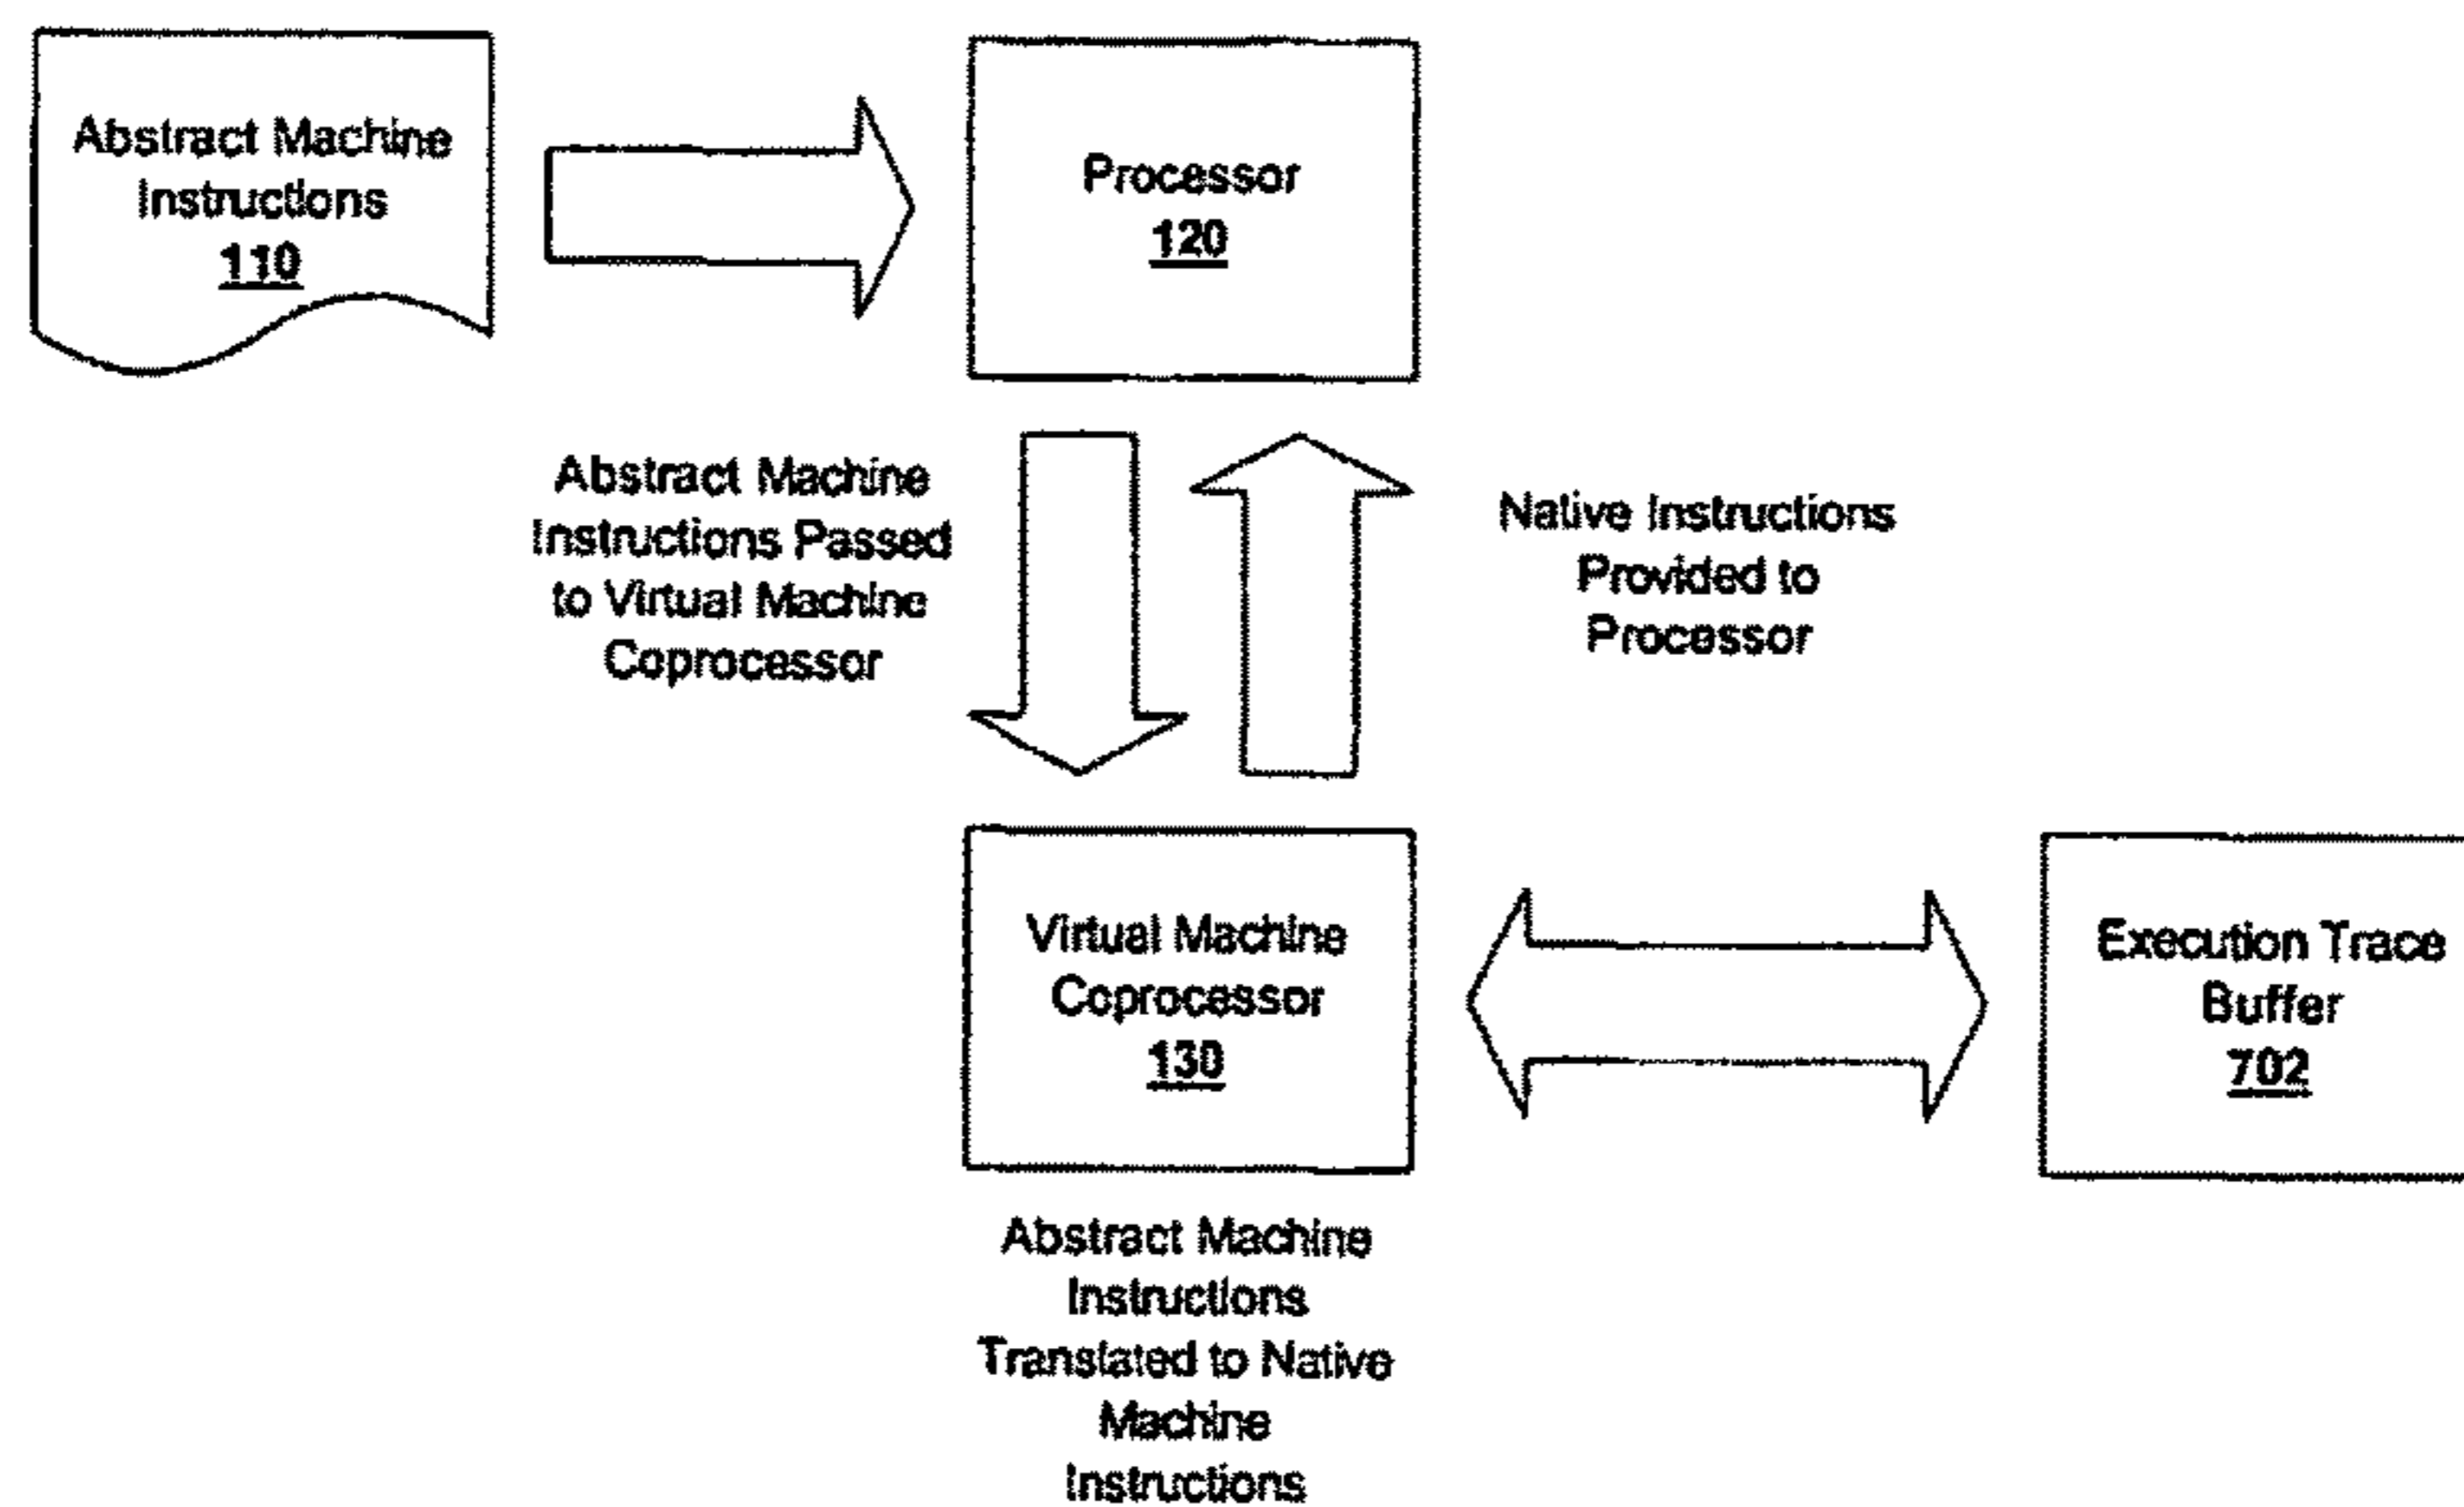 Abstract Machine
Instructions
110
Processor
120
Abstract Machine
Instructions Passed
to Virtual Machine
Coprocessor
Native Instructions
Provided to
Processor
Virtual Machine
Coprocessor
130
Execution Trace
Buffer
702
Abstract Machine
Instructions
Translated to Native
Machine
Instructions